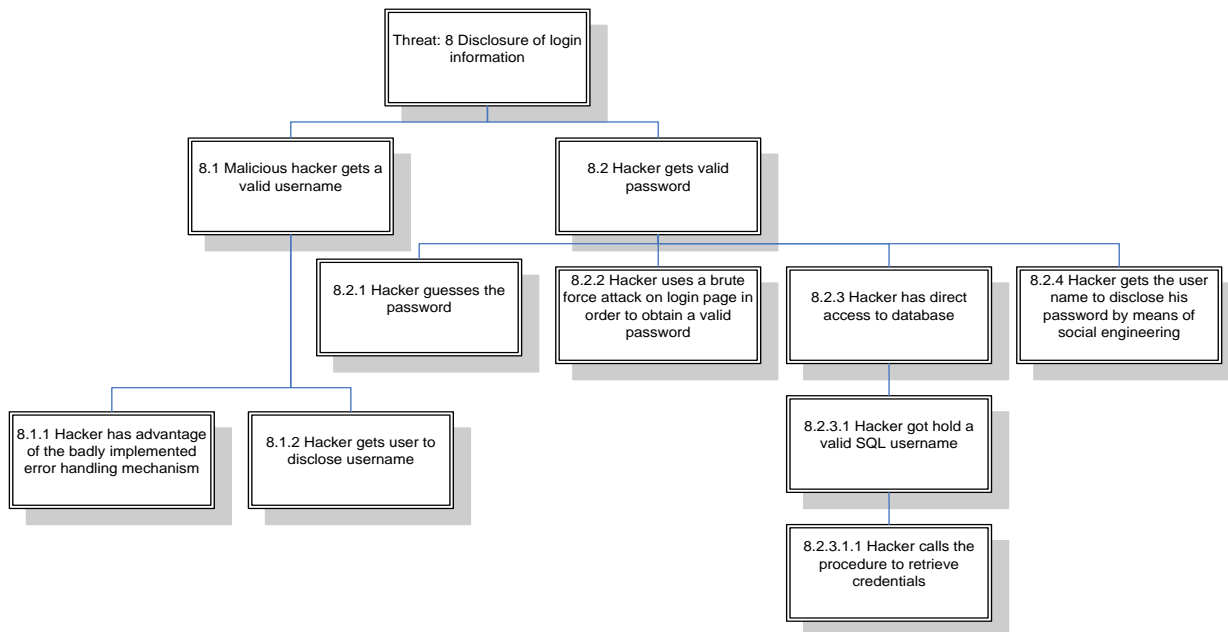 Threat: 8 Disclosure of login
information
8.1 Malicious hacker gets a
valid username
8.2 Hacker gets valid
password
8.2.1 Hacker guesses the
password
8.2.2 Hacker uses a brute
force attack on login page in
order to obtain a valid
password
8.2.3 Hacker has direct
access to database
8.2.4 Hacker gets the user
name to disclose his
password by means of
social engineering
8.1.1 Hacker has advantage
of the badly implemented
error handling mechanism
8.1.2 Hacker gets user to
disclose username
8.2.3.1 Hacker got hold a
valid SQL username
8.2.3.1.1 Hacker calls the
procedure to retrieve
credentials